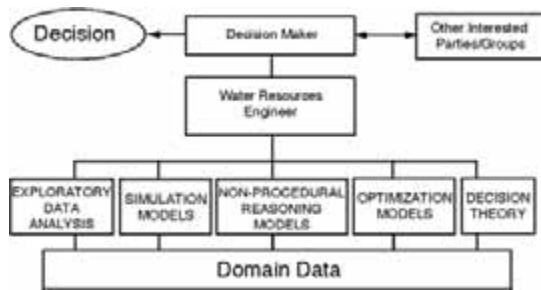 Decision
Decision Maker
Other Interested
Parties/Groups
Water Resources
Engineer
EXPLORATORY
DATA
ANALYSIS
SIMULATION
MODELS
NON-PROCEDURAL
REASONING
MODELS
OPTIMIZATION
MODELS
DECISION
THEORY
Domain Data